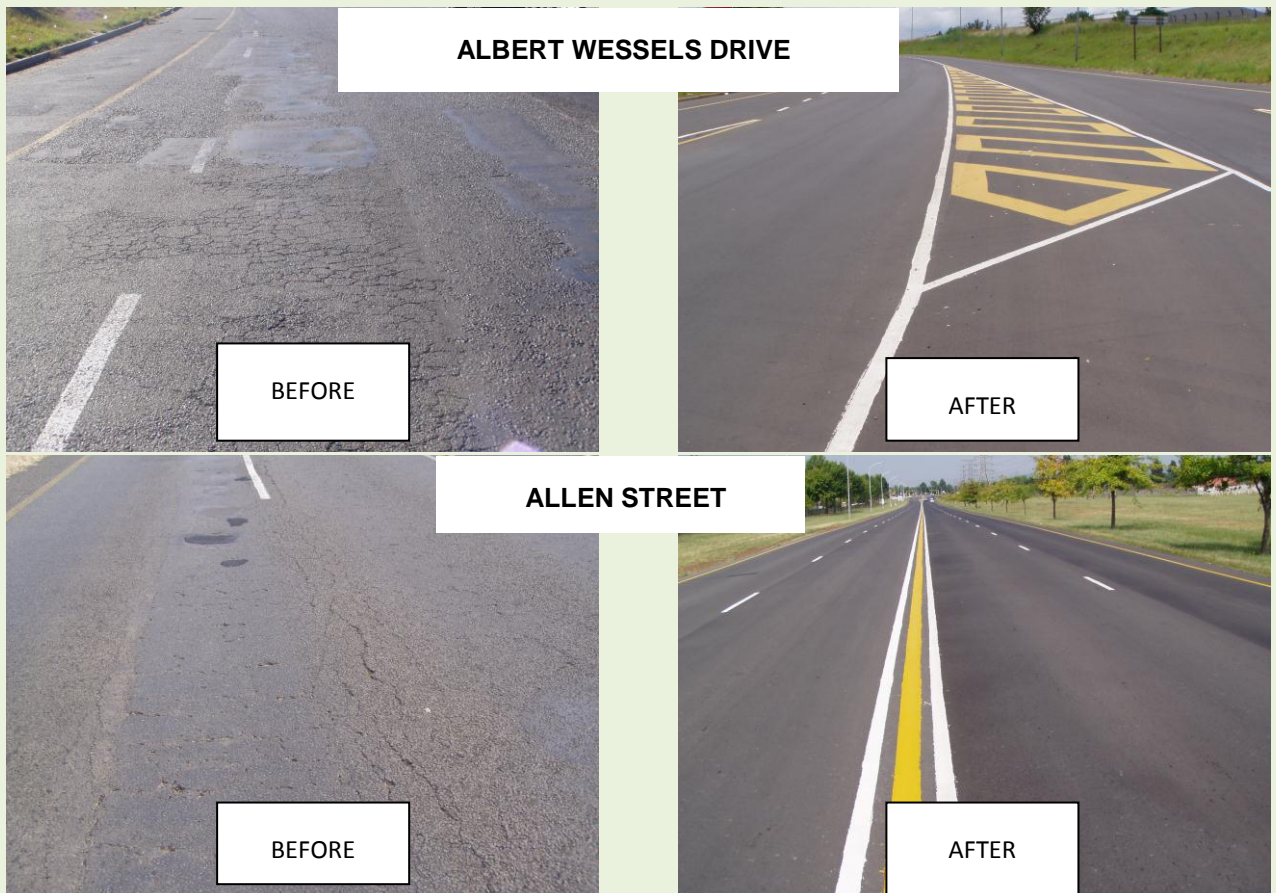 ALBERT WESSELS DRIVE
BEFORE
AFTER
ALLEN STREET
BEFORE
AFTER